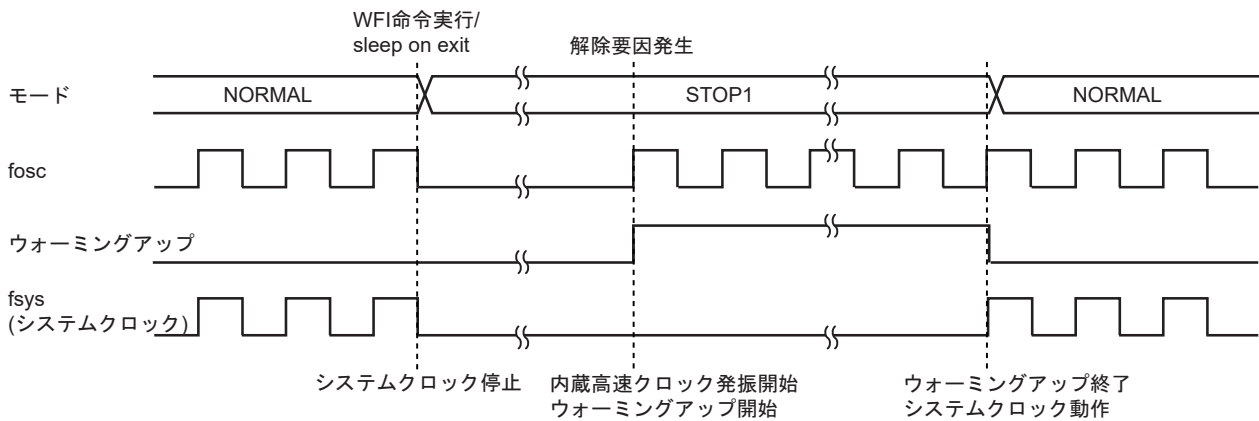 WFI命令実行/
sleep on exit
解除要因発生
モード
NORMAL
STOP1
NORMAL
fosc
ウォーミングアップ
fsys
(システムクロック)
システムクロック停止
内蔵高速クロック発振開始
ウォーミングアップ開始
ウォーミングアップ終了
システムクロック動作